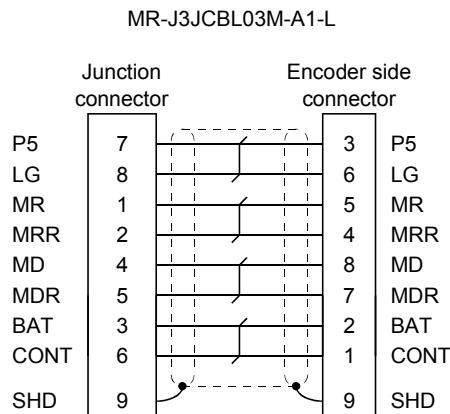 MR-J3JCBL03M-A1-L
Junction connector
Encoder side connector
P5 7 3 P5
LG 8 6 LG
MR 1 5 MR
MRR 2 4 MRR
MD 4 8 MD
MDR 5 7 MDR
BAT 3 2 BAT
CONT 6 1 CONT
SHD 9 9 SHD